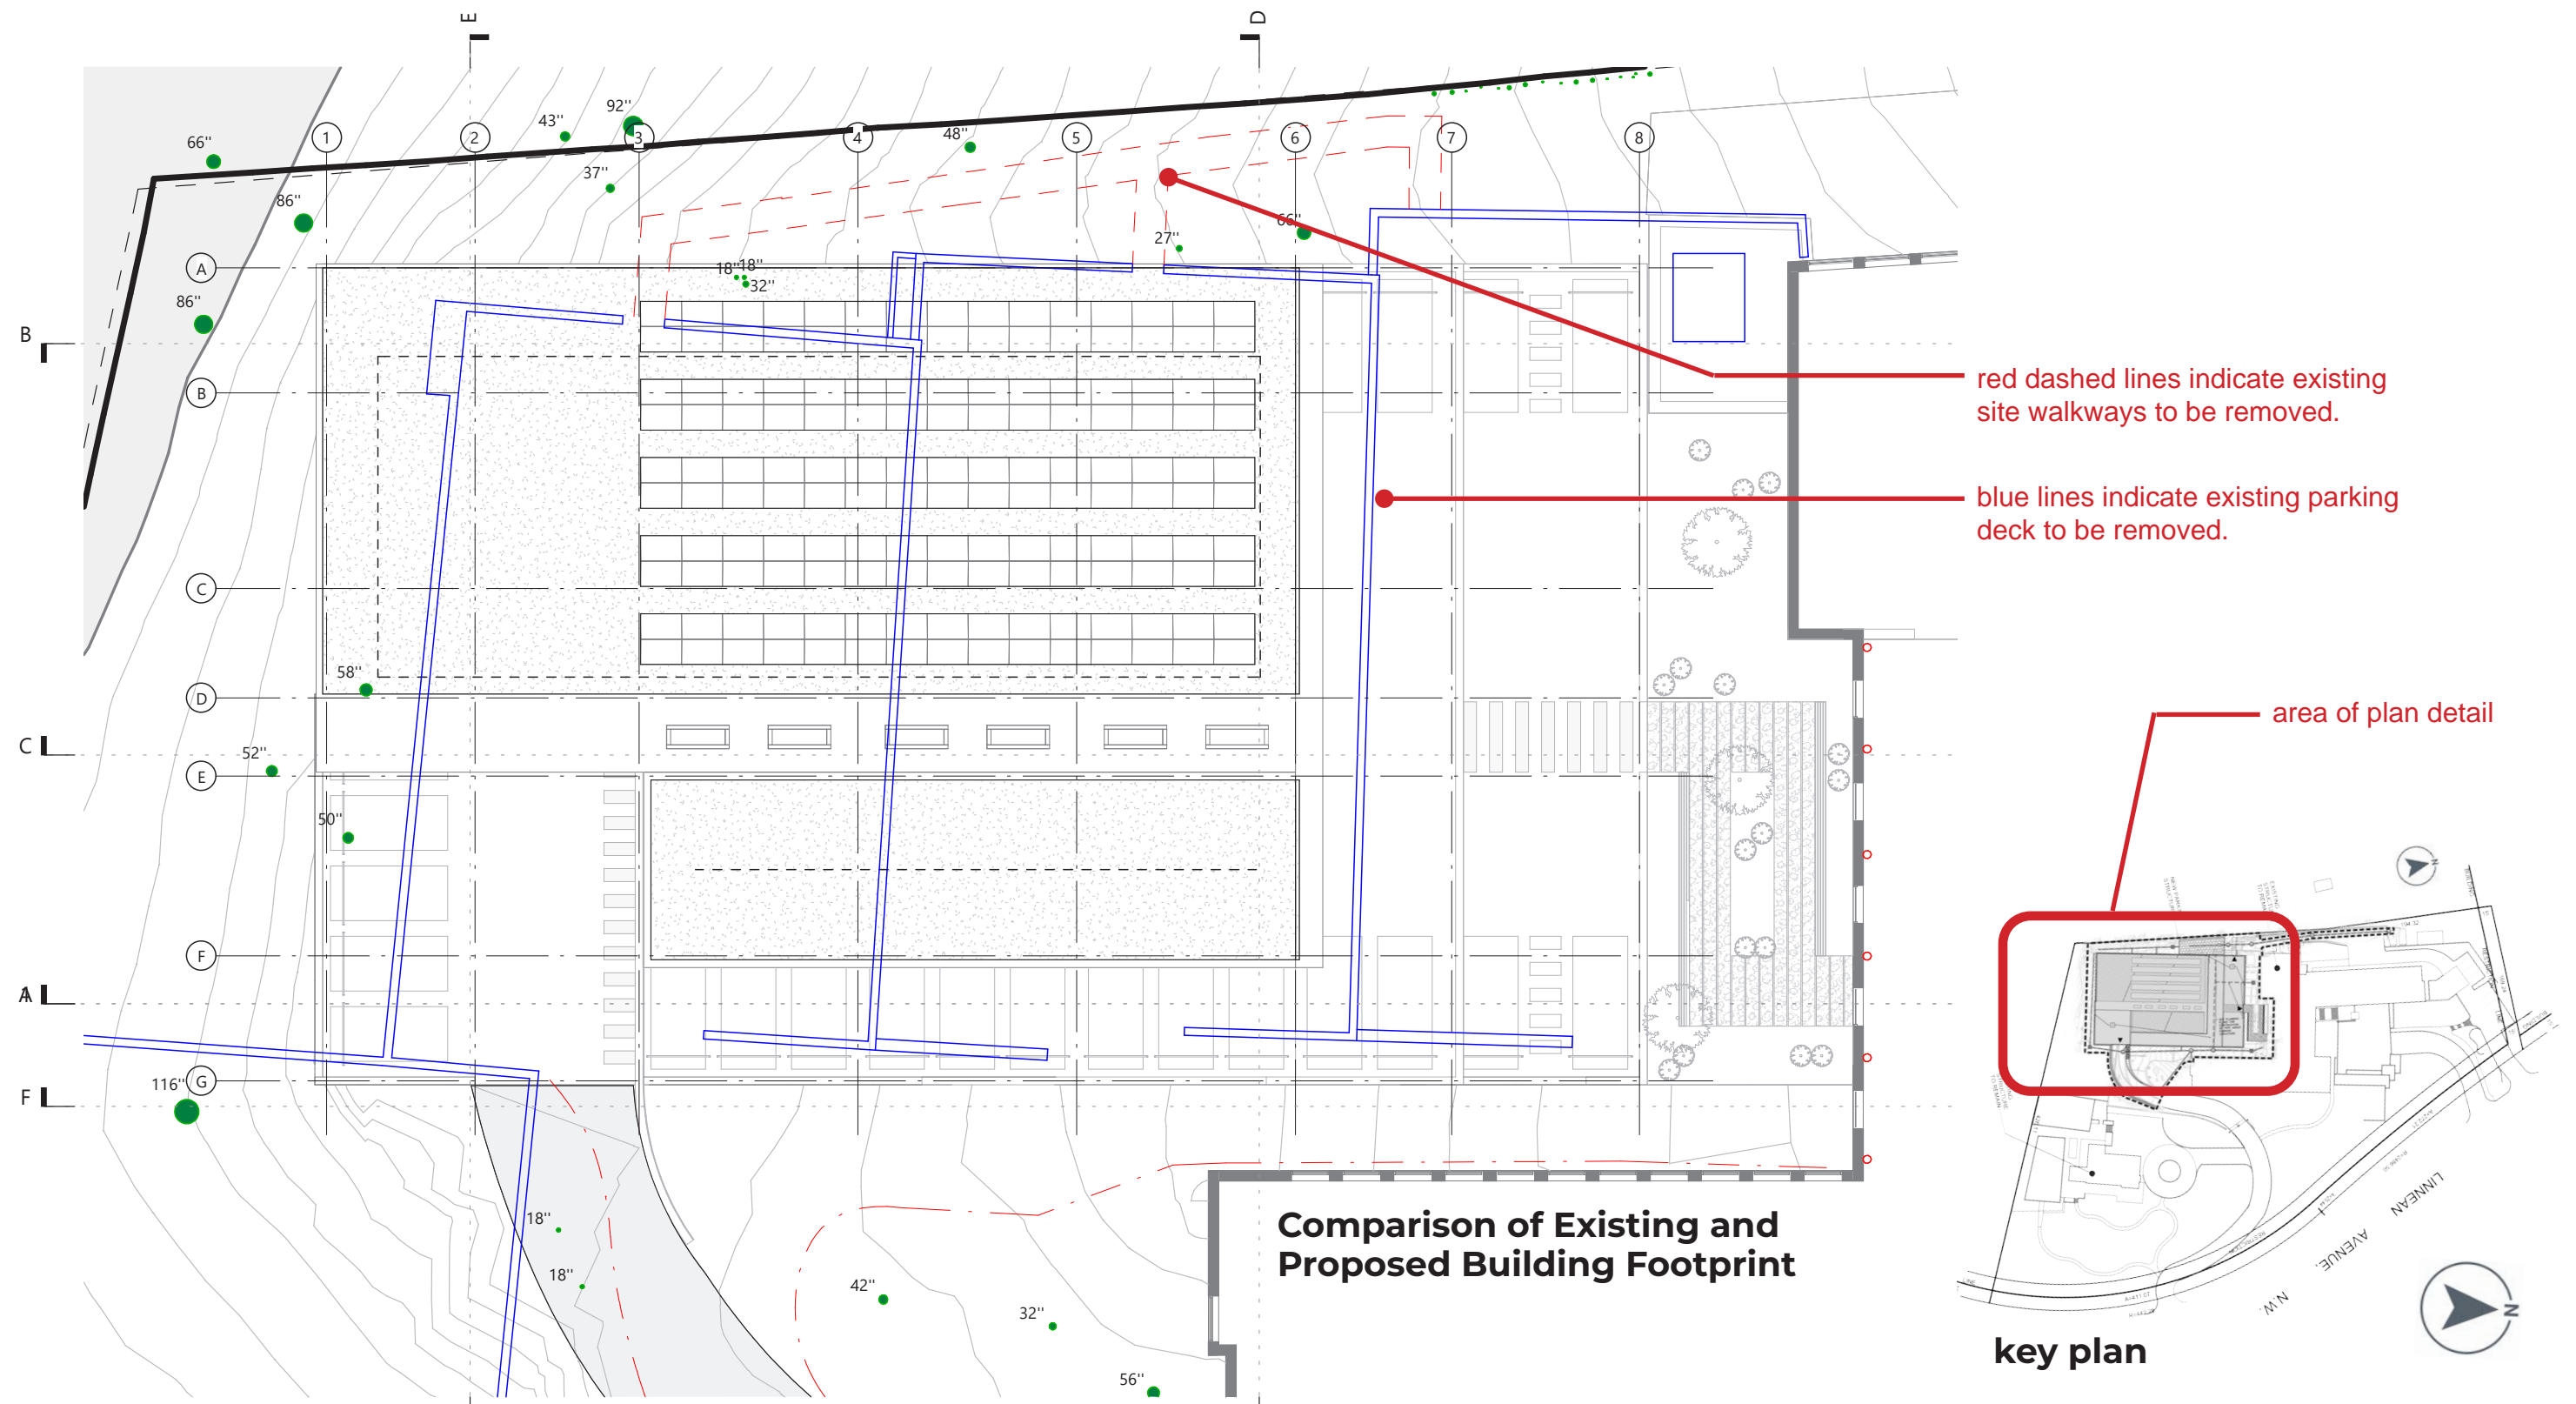 E
D
92''
43''
66''
1
2
3
4
48''
5
6
7
8
37''
86''
66''
27''
A
18''
18''
32''
86''
B
B
red dashed lines indicate existing
site walkways to be removed.
blue lines indicate existing parking
deck to be removed.
C
58''
D
area of plan detail
C
52''
E
50''
F
A
116''
G
F
18''
18''
42''
32''
56''
Comparison of Existing and
Proposed Building Footprint
N
LINNEAN
AVENUE,
N.W.
N
key plan